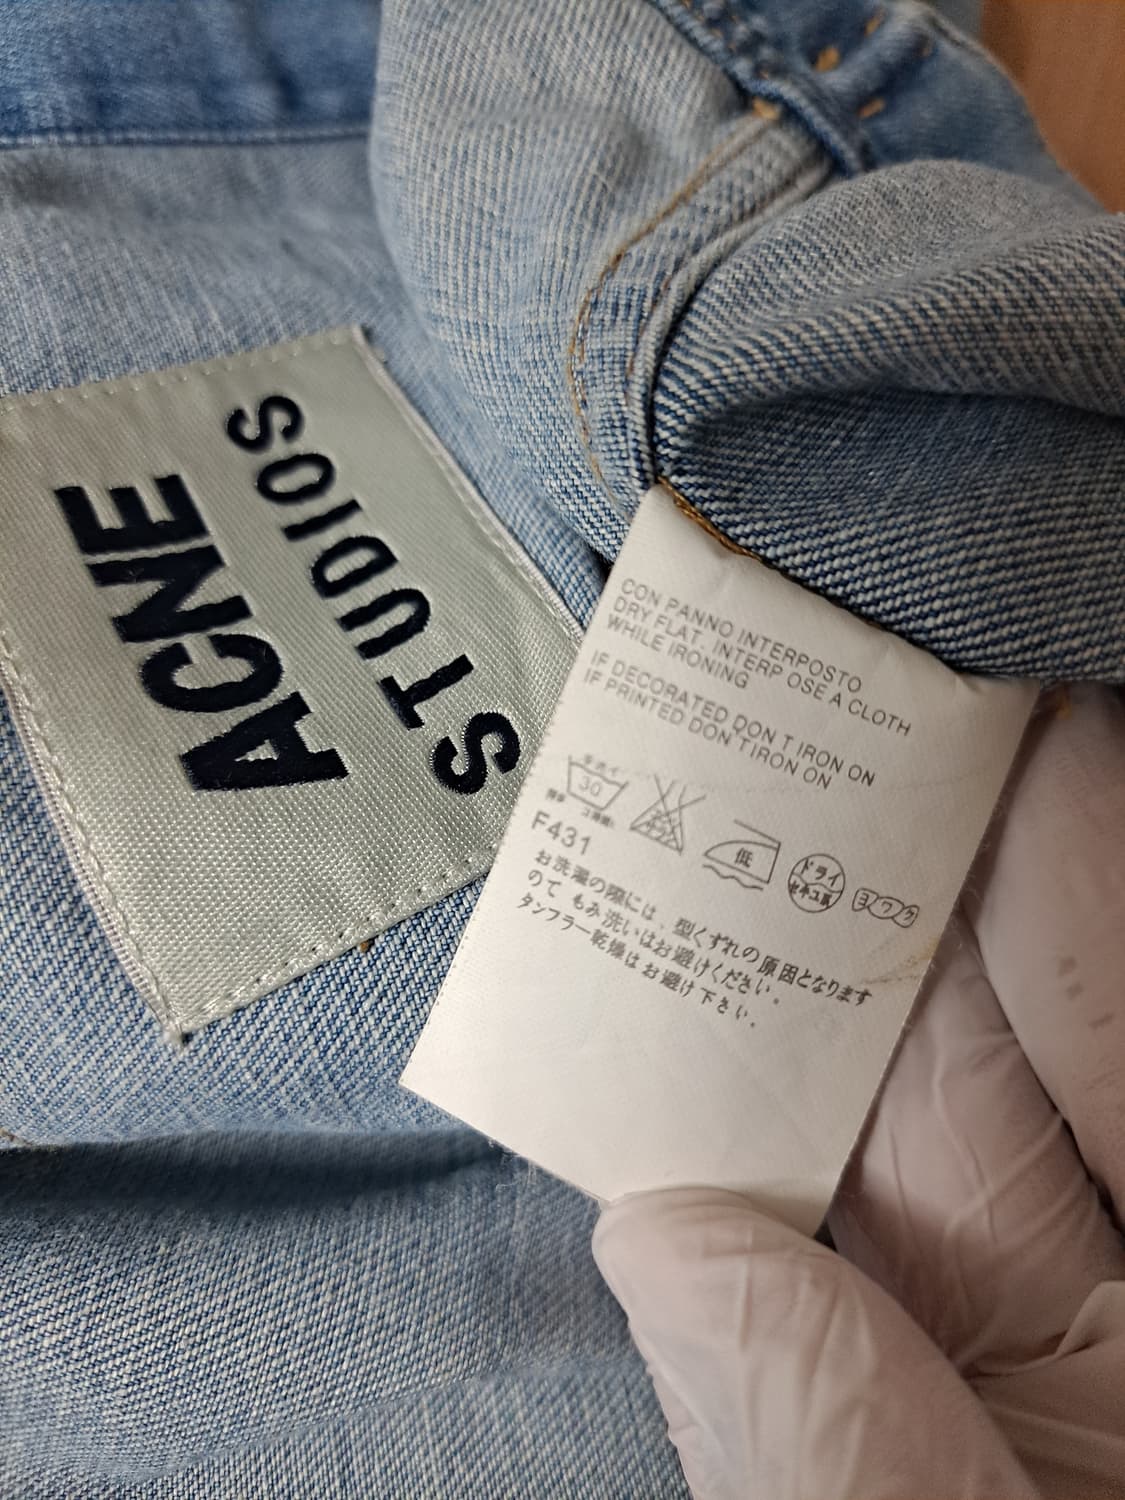 ACNE
STUDIOS
CON PANNO INTERPOSTO
DRY FLAT. INTERP OSE A CLOTH
WHILE IRONING
IF DECORATED DON T IRON ON
IF PRINTED DON T IRON ON
30
低
ドライ
ヨワク
F431
お洗濯の際には、型くずれの原因となります
ので もみ洗いはお避けください。
タンフラー乾燥はお避け下さい。